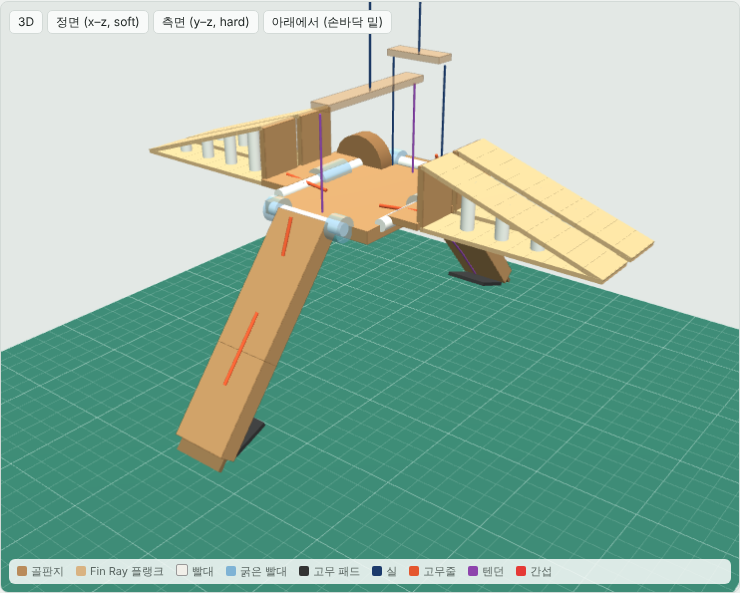 3D 정면 (x–z, soft) 측면 (y–z, hard) 아래에서 (손바닥 밑)
골판지 Fin Ray 플랭크 빨대 굵은 빨대 고무 패드 실 고무줄 텐던 간섭